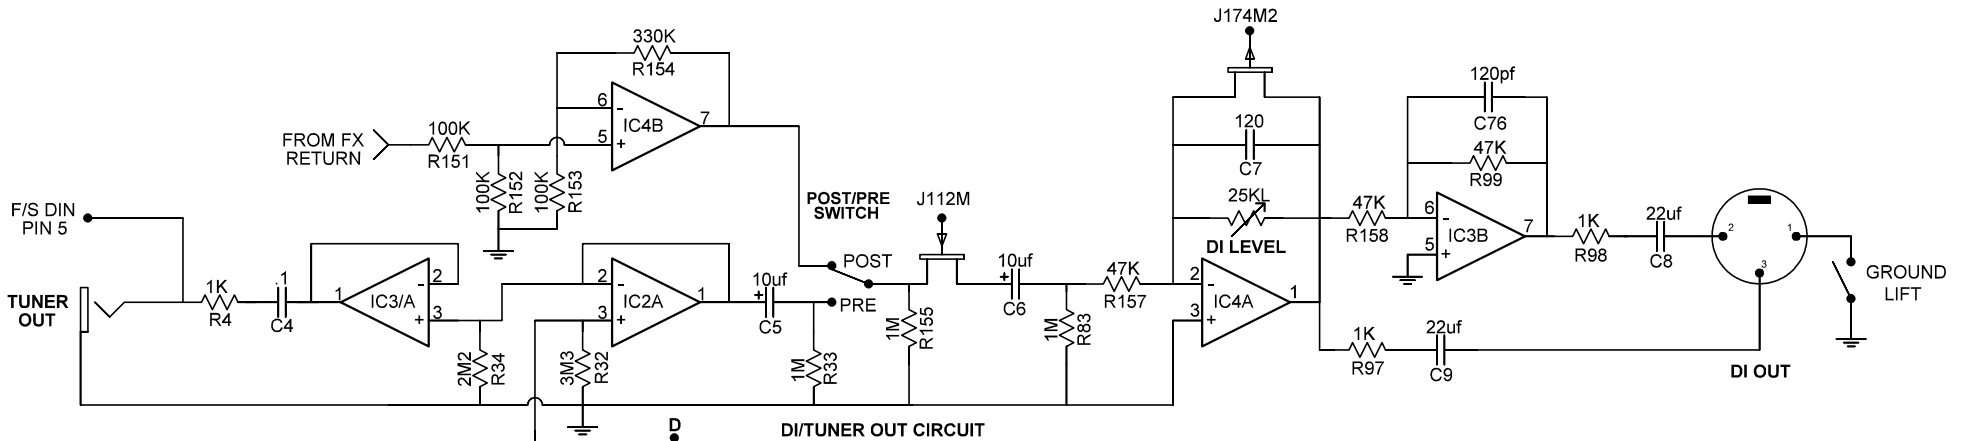 J174M2
330K
R154
120pf
C76
6
-
IC4B
7
5
+
FROM FX
RETURN
100K
R151
120
C7
47K
R99
100K
R152
100K
R153
F/S DIN
PIN 5
POST/PRE
SWITCH
J112M
25KL
DI LEVEL
47K
R158
6
-
IC3B
7
5
+
1K
R98
22uf
C8
2
1
3
GROUND
LIFT
TUNER
OUT
1K
R4
.1
C4
1
IC3/A
2
-
3
+
2
-
IC2A
1
3
+
10uf
+
C5
POST
PRE
10uf
+
C6
47K
R157
2
-
IC4A
1
3
+
2M2
R34
3M3
R32
1M
R33
1M
R155
1M
R83
1K
R97
22uf
C9
DI OUT
D
DI/TUNER OUT CIRCUIT